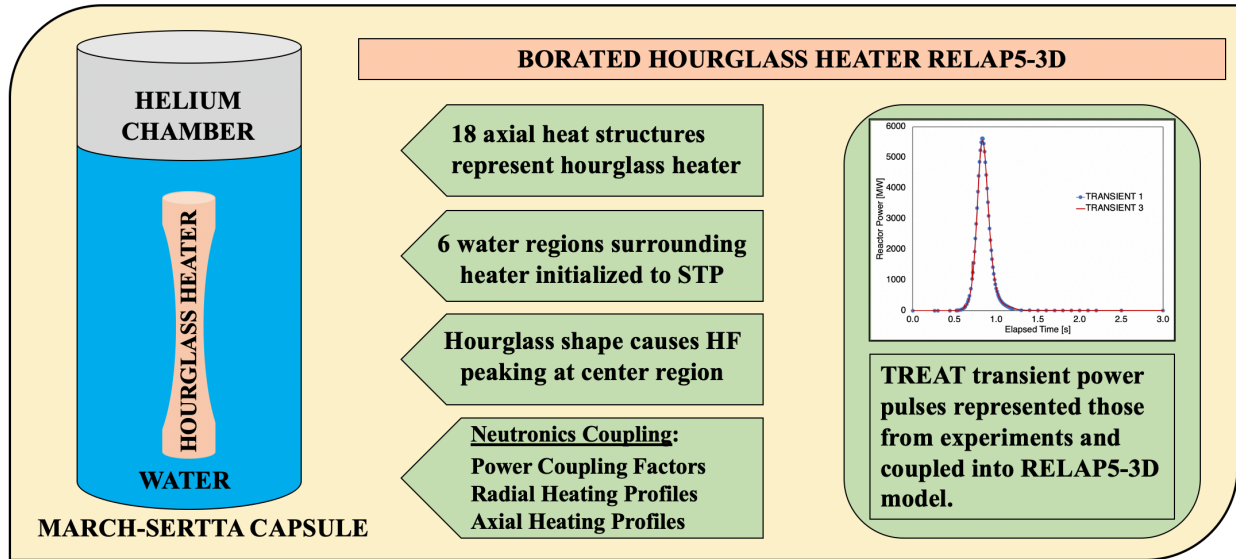 BORATED HOURGLASS HEATER RELAP5-3D
HELIUM
CHAMBER
HOURGLASS HEATER
WATER
MARCH-SERTTA CAPSULE
18 axial heat structures
represent hourglass heater
6 water regions surrounding
heater initialized to STP
Hourglass shape causes HF
peaking at center region
Neutronics Coupling:
Power Coupling Factors
Radial Heating Profiles
Axial Heating Profiles
Reactor Power [MW]
6000
5000
4000
3000
2000
1000
0
0.0 0.5 1.0 1.5 2.0 2.5 3.0
Elapsed Time [s]
TRANSIENT 1
TRANSIENT 3
TREAT transient power
pulses represented those
from experiments and
coupled into RELAP5-3D
model.